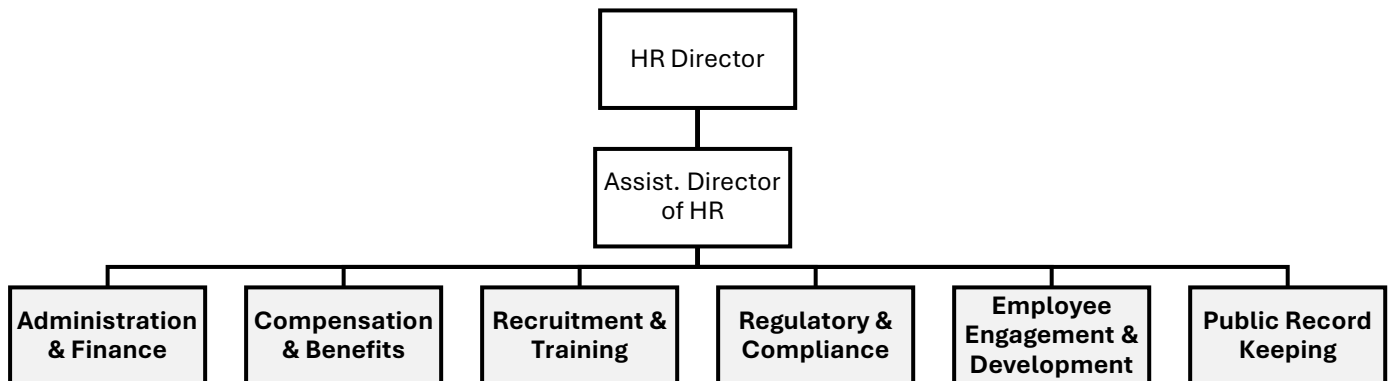 HR Director
Assist. Director
of HR
Administration
& Finance
Compensation
& Benefits
Recruitment &
Training
Regulatory &
Compliance
Employee
Engagement &
Development
Public Record
Keeping